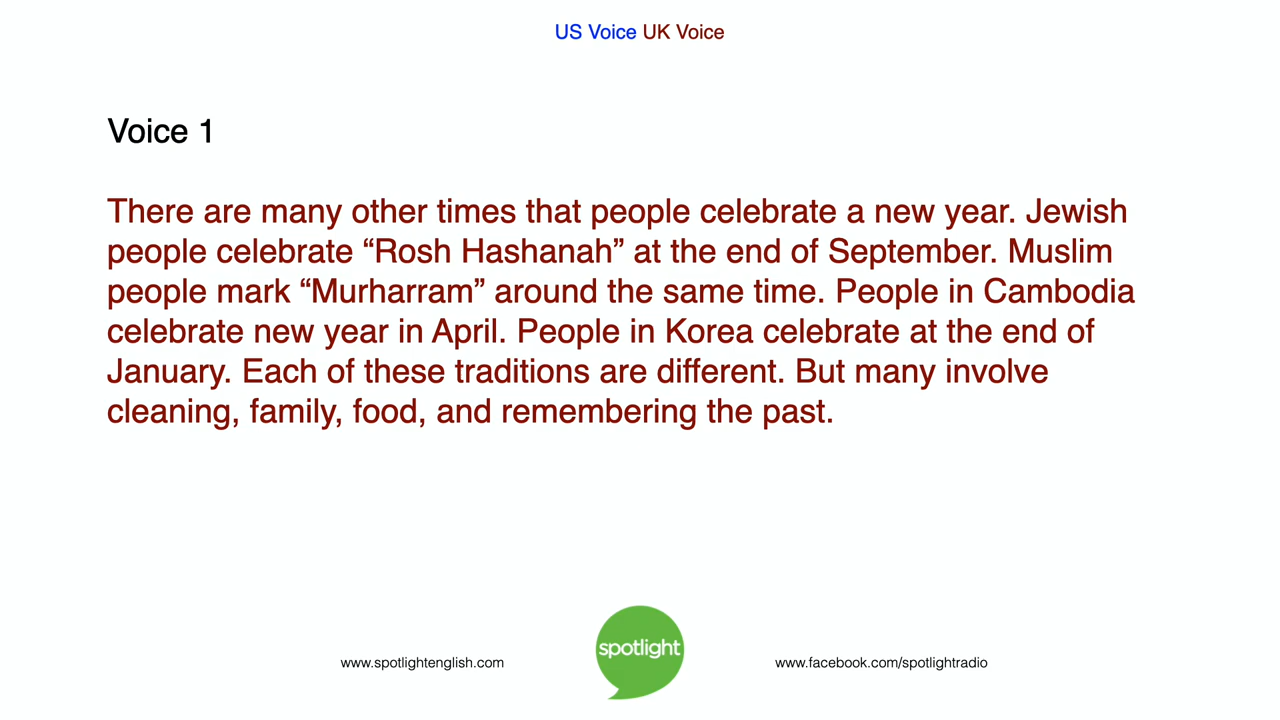 US Voice UK Voice
Voice 1
There are many other times that people celebrate a new year. Jewish
people celebrate “Rosh Hashanah” at the end of September. Muslim
people mark “Murharram” around the same time. People in Cambodia
celebrate new year in April. People in Korea celebrate at the end of
January. Each of these traditions are different. But many involve
cleaning, family, food, and remembering the past.
www.spotlightenglish.com
spotlight
www.facebook.com/spotlightradio